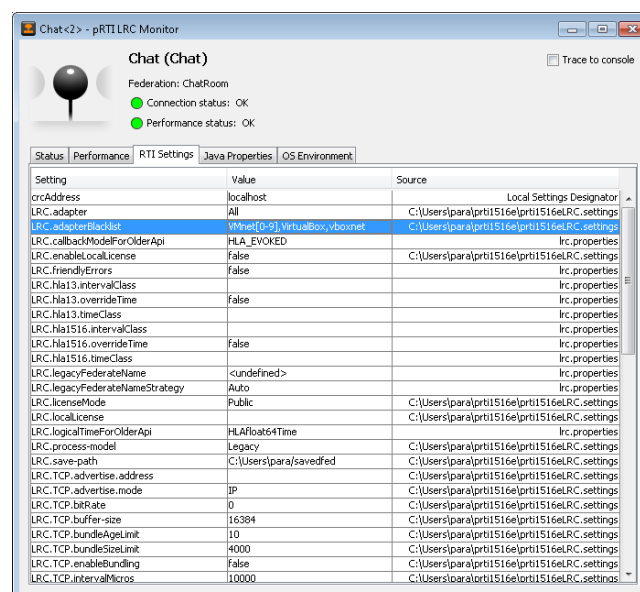 Chat<2> - pRTI LRC Monitor
Chat (Chat)
Trace to console
Federation: ChatRoom
Connection status: OK
Performance status: OK
Status Performance RTI Settings Java Properties OS Environment
Setting Value Source
crcAddress localhost Local Settings Designator
LRC.adapter All C:\Users\para\prti1516e\prti1516eLRC.settings
LRC.adapterBlacklist VMnet[0-9],VirtualBox,vboxnet C:\Users\para\prti1516e\prti1516eLRC.settings
LRC.callbackModelForOlderApi HLA_EVOKED lrc.properties
LRC.enableLocalLicense false C:\Users\para\prti1516e\prti1516eLRC.settings
LRC.friendlyErrors false lrc.properties
LRC.hla13.intervalClass lrc.properties
LRC.hla13.overrideTime false lrc.properties
LRC.hla13.timeClass lrc.properties
LRC.hla1516.intervalClass lrc.properties
LRC.hla1516.overrideTime false lrc.properties
LRC.hla1516.timeClass lrc.properties
LRC.legacyFederateName <undefined> lrc.properties
LRC.legacyFederateNameStrategy Auto lrc.properties
LRC.licenseMode Public C:\Users\para\prti1516e\prti1516eLRC.settings
LRC.localLicense C:\Users\para\prti1516e\prti1516eLRC.settings
LRC.logicalTimeForOlderApi HLAfloat64Time lrc.properties
LRC.process-model Legacy C:\Users\para\prti1516e\prti1516eLRC.settings
LRC.save-path C:\Users\para/savedfed C:\Users\para\prti1516e\prti1516eLRC.settings
LRC.TCP.advertise.address C:\Users\para\prti1516e\prti1516eLRC.settings
LRC.TCP.advertise.mode IP C:\Users\para\prti1516e\prti1516eLRC.settings
LRC.TCP.bitRate 0 C:\Users\para\prti1516e\prti1516eLRC.settings
LRC.TCP.buffer-size 16384 C:\Users\para\prti1516e\prti1516eLRC.settings
LRC.TCP.bundleAgeLimit 10 C:\Users\para\prti1516e\prti1516eLRC.settings
LRC.TCP.bundleSizeLimit 4000 C:\Users\para\prti1516e\prti1516eLRC.settings
LRC.TCP.enableBundling false C:\Users\para\prti1516e\prti1516eLRC.settings
LRC.TCP.intervalMicros 10000 C:\Users\para\prti1516e\prti1516eLRC.settings